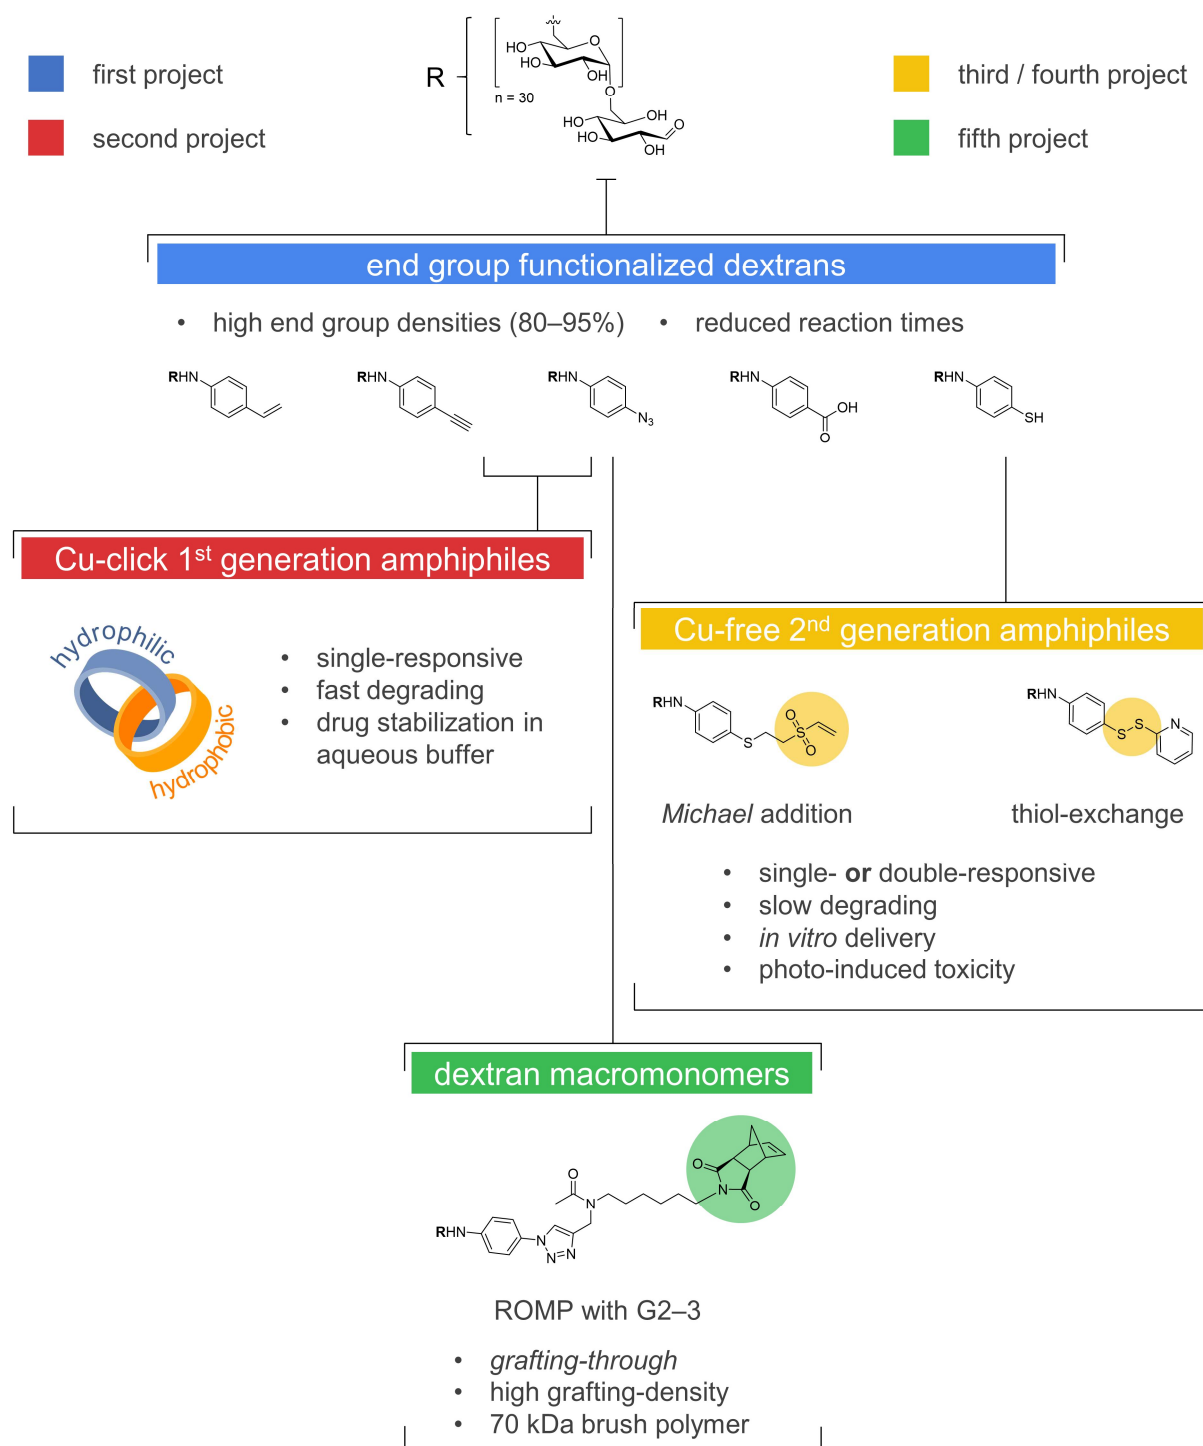 first project
second project
third / fourth project
fifth project
R
n = 30
HO
HO
O
OH
O
HO
HO
OH
OH
O
end group functionalized dextrans
• high end group densities (80–95%) • reduced reaction times
RHN
RHN
RHN
N3
RHN
OH
O
RHN
SH
Cu-click 1st generation amphiphiles
hydrophilic
hydrophobic
• single-responsive
• fast degrading
• drug stabilization in
aqueous buffer
Cu-free 2nd generation amphiphiles
RHN
S
O
S
O
RHN
S
S
N
Michael addition
thiol-exchange
• single- or double-responsive
• slow degrading
• in vitro delivery
• photo-induced toxicity
dextran macromonomers
RHN
N
N
N
O
N
O
N
O
ROMP with G2–3
• grafting-through
• high grafting-density
• 70 kDa brush polymer